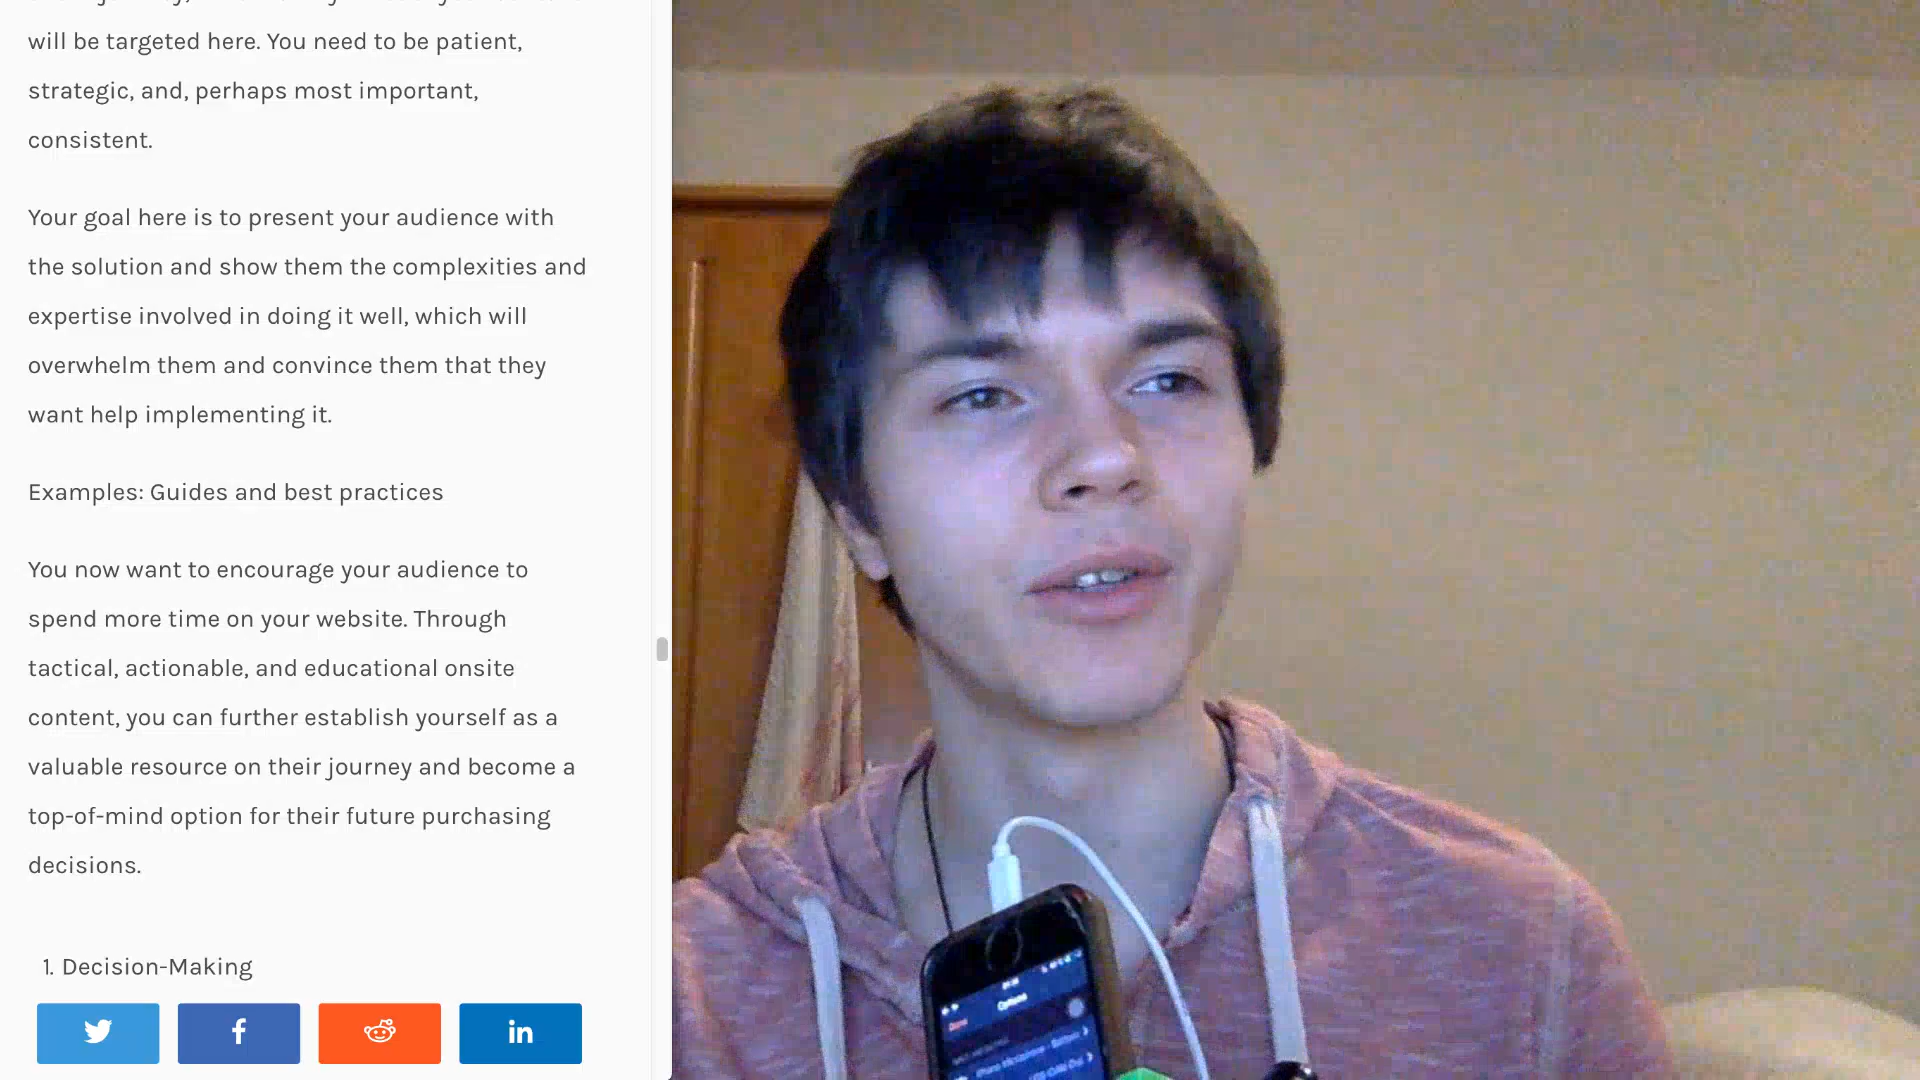 will be targeted here. You need to be patient,
strategic, and, perhaps most important,
consistent.
Your goal here is to present your audience with
the solution and show them the complexities and
expertise involved in doing it well, which will
overwhelm them and convince them that they
want help implementing it.
Examples: Guides and best practices
You now want to encourage your audience to
spend more time on your website. Through
tactical, actionable, and educational onsite
content, you can further establish yourself as a
valuable resource on their journey and become a
top-of-mind option for their future purchasing
decisions.
1. Decision-Making
f
in
Options